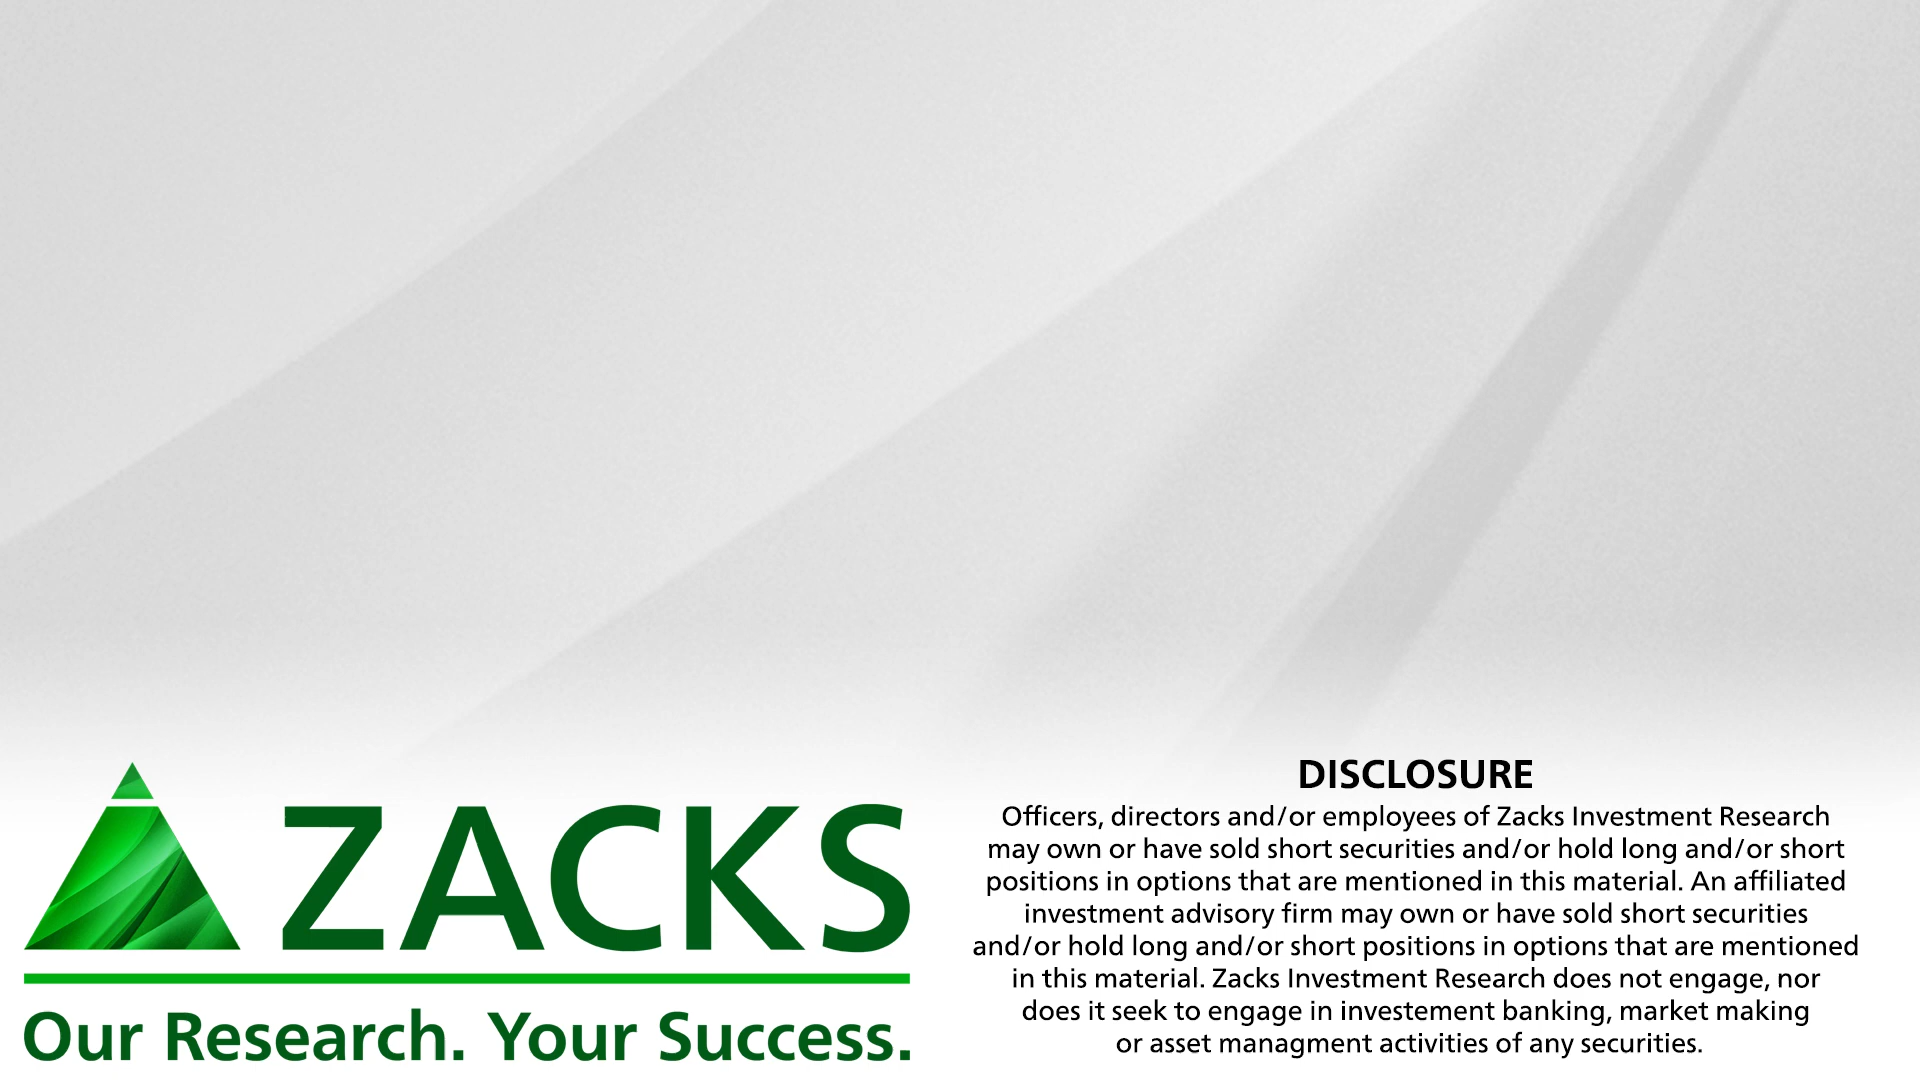 ZACKS
Our Research. Your Success.
DISCLOSURE
Officers, directors and/or employees of Zacks Investment Research
may own or have sold short securities and/or hold long and/or short
positions in options that are mentioned in this material. An affiliated
investment advisory firm may own or have sold short securities
and/or hold long and/or short positions in options that are mentioned
in this material. Zacks Investment Research does not engage, nor
does it seek to engage in investement banking, market making
or asset managment activities of any securities.